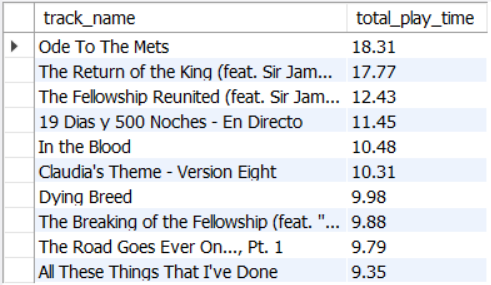 track_name total_play_time
Ode To The Mets 18.31
The Return of the King (feat. Sir Jam... 17.77
The Fellowship Reunited (feat. Sir Jam... 12.43
19 Dias y 500 Noches - En Directo 11.45
In the Blood 10.48
Claudia's Theme - Version Eight 10.31
Dying Breed 9.98
The Breaking of the Fellowship (feat. "... 9.88
The Road Goes Ever On..., Pt. 1 9.79
All These Things That I've Done 9.35